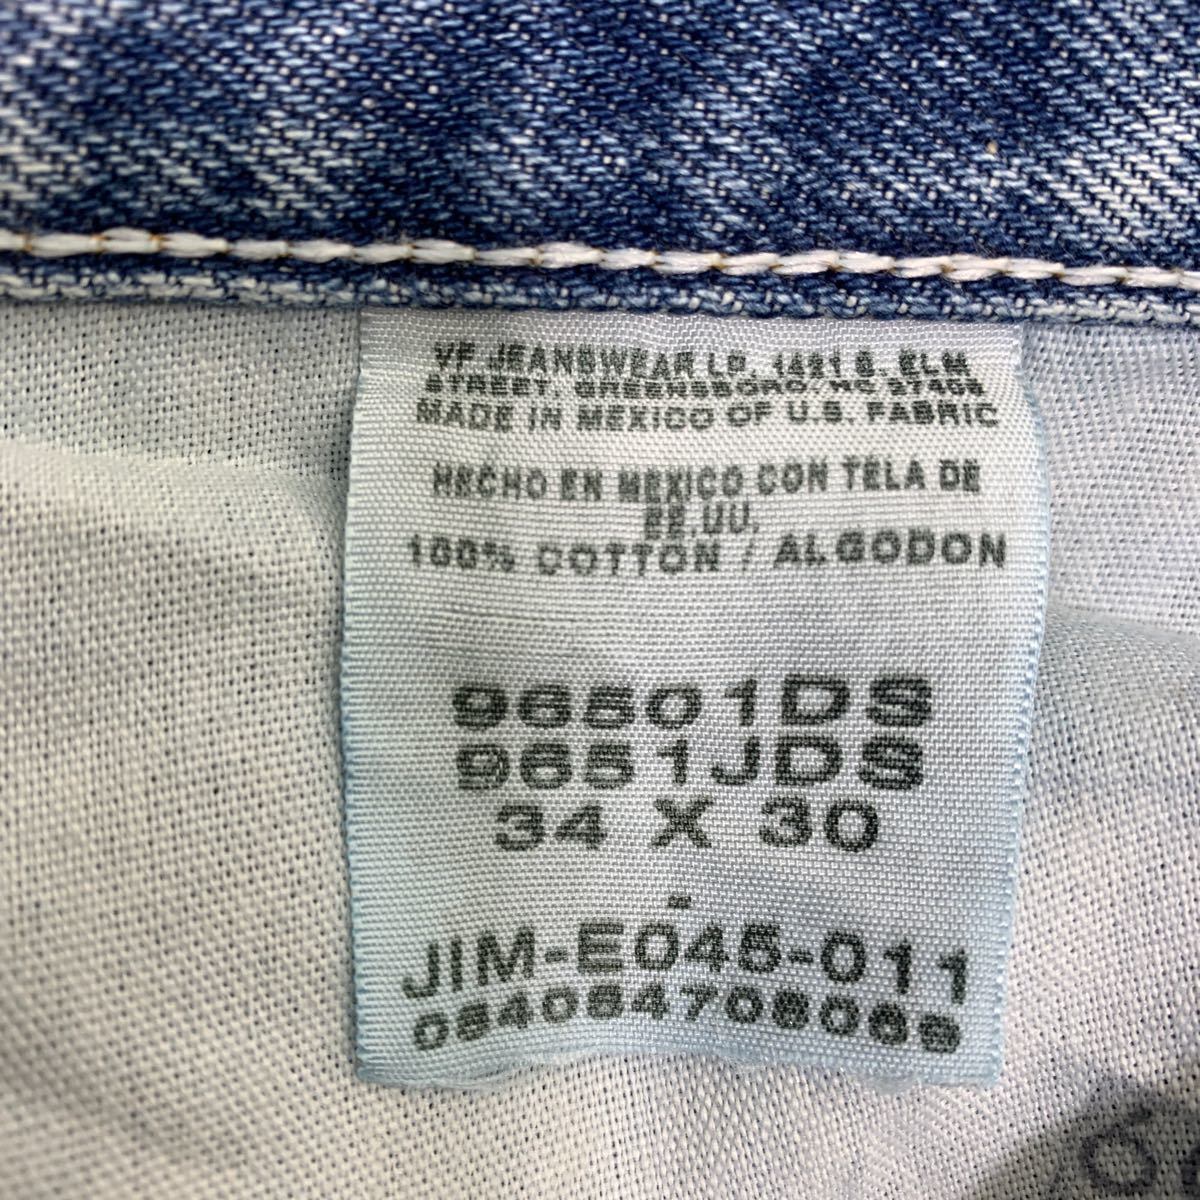 VF JEANSWEAR LP. 1421 S. ELM
STREET, GREENSBORO, NC 27406
MADE IN MEXICO OF U.S. FABRIC
HECHO EN MEXICO CON TELA DE
EE.UU.
100% COTTON / ALGODON
96501DS
9651JDS
34 X 30
-
JIM-E045-011